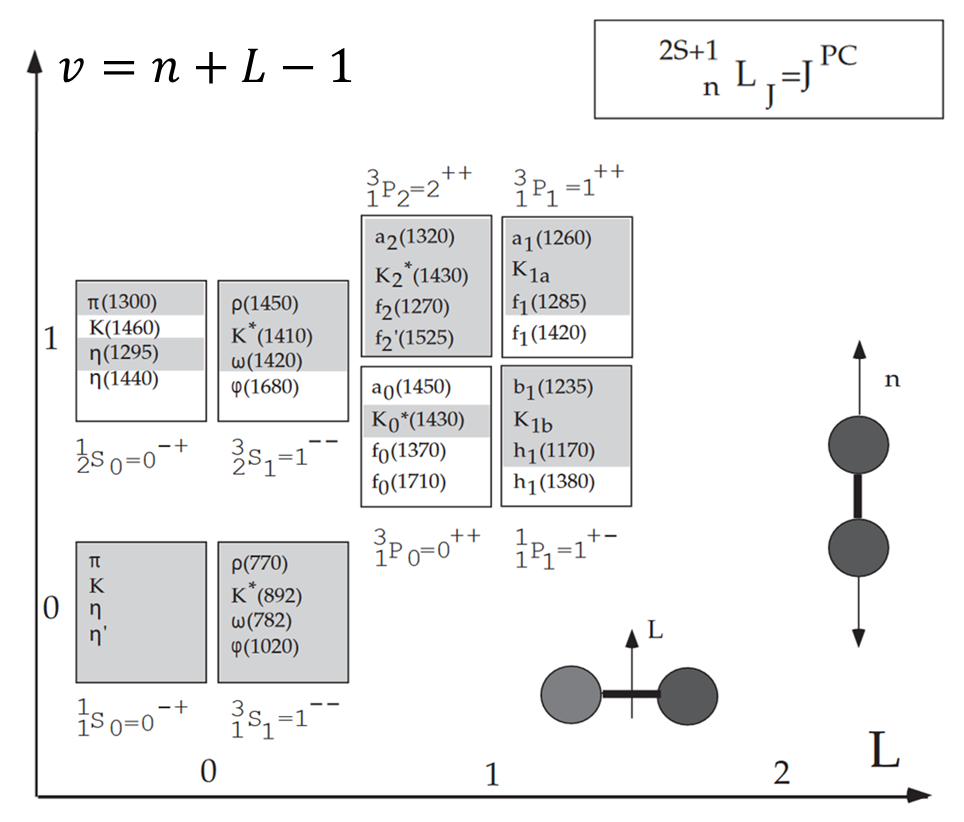 v = n + L − 1
2S+1
n L J =J PC
3 1 P 2 =2 ++
3 1 P 1 =1 ++
a2(1320)
K2*(1430)
f2(1270)
f2'(1525)
a1(1260)
K1a
f1(1285)
f1(1420)
1
π(1300)
K(1460)
η(1295)
η(1440)
ρ(1450)
K*(1410)
ω(1420)
φ(1680)
a0(1450)
K0*(1430)
f0(1370)
f0(1710)
b1(1235)
K1b
h1(1170)
h1(1380)
n
1 2 S 0 =0 -+
3 2 S 1 =1 --
3 1 P 0 =0 ++
1 1 P 1 =1 +-
0
π
K
η
η'
ρ(770)
K*(892)
ω(782)
φ(1020)
L
1 1 S 0 =0 -+
3 1 S 1 =1 --
0
1
2
L